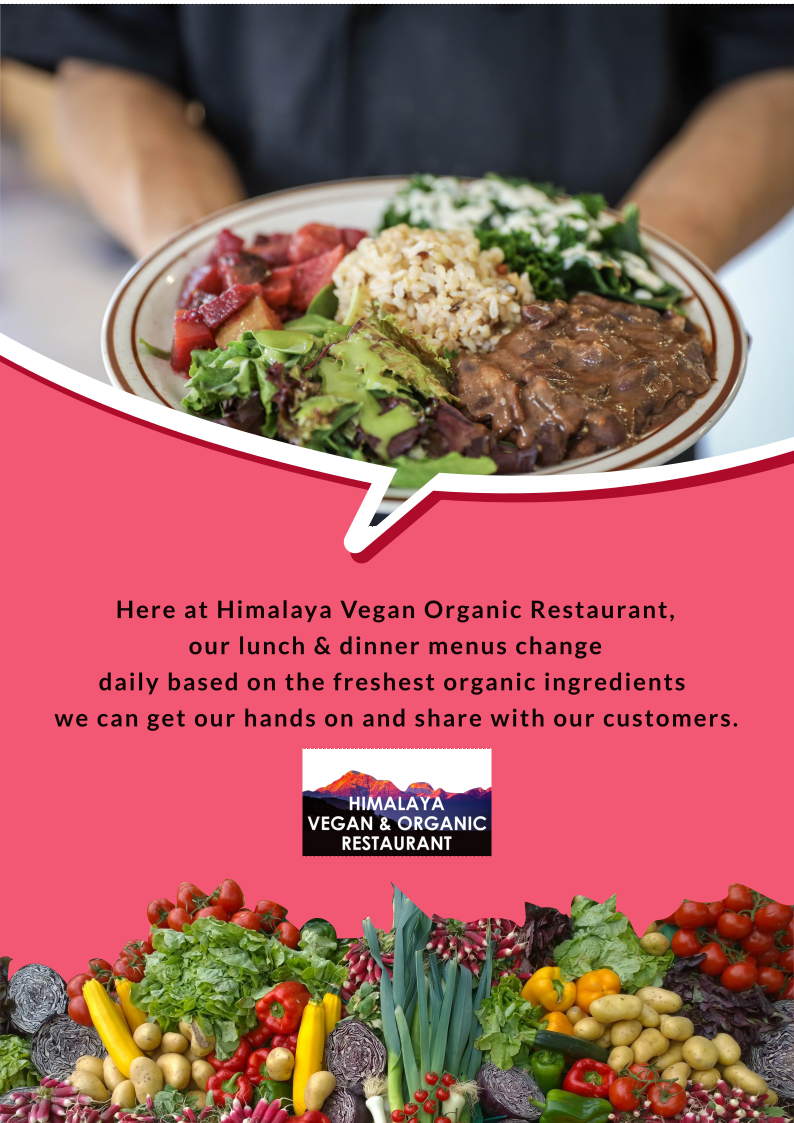 Here at Himalaya Vegan Organic Restaurant,
our lunch & dinner menus change
daily based on the freshest organic ingredients
we can get our hands on and share with our customers.
HIMALAYA
VEGAN & ORGANIC
RESTAURANT